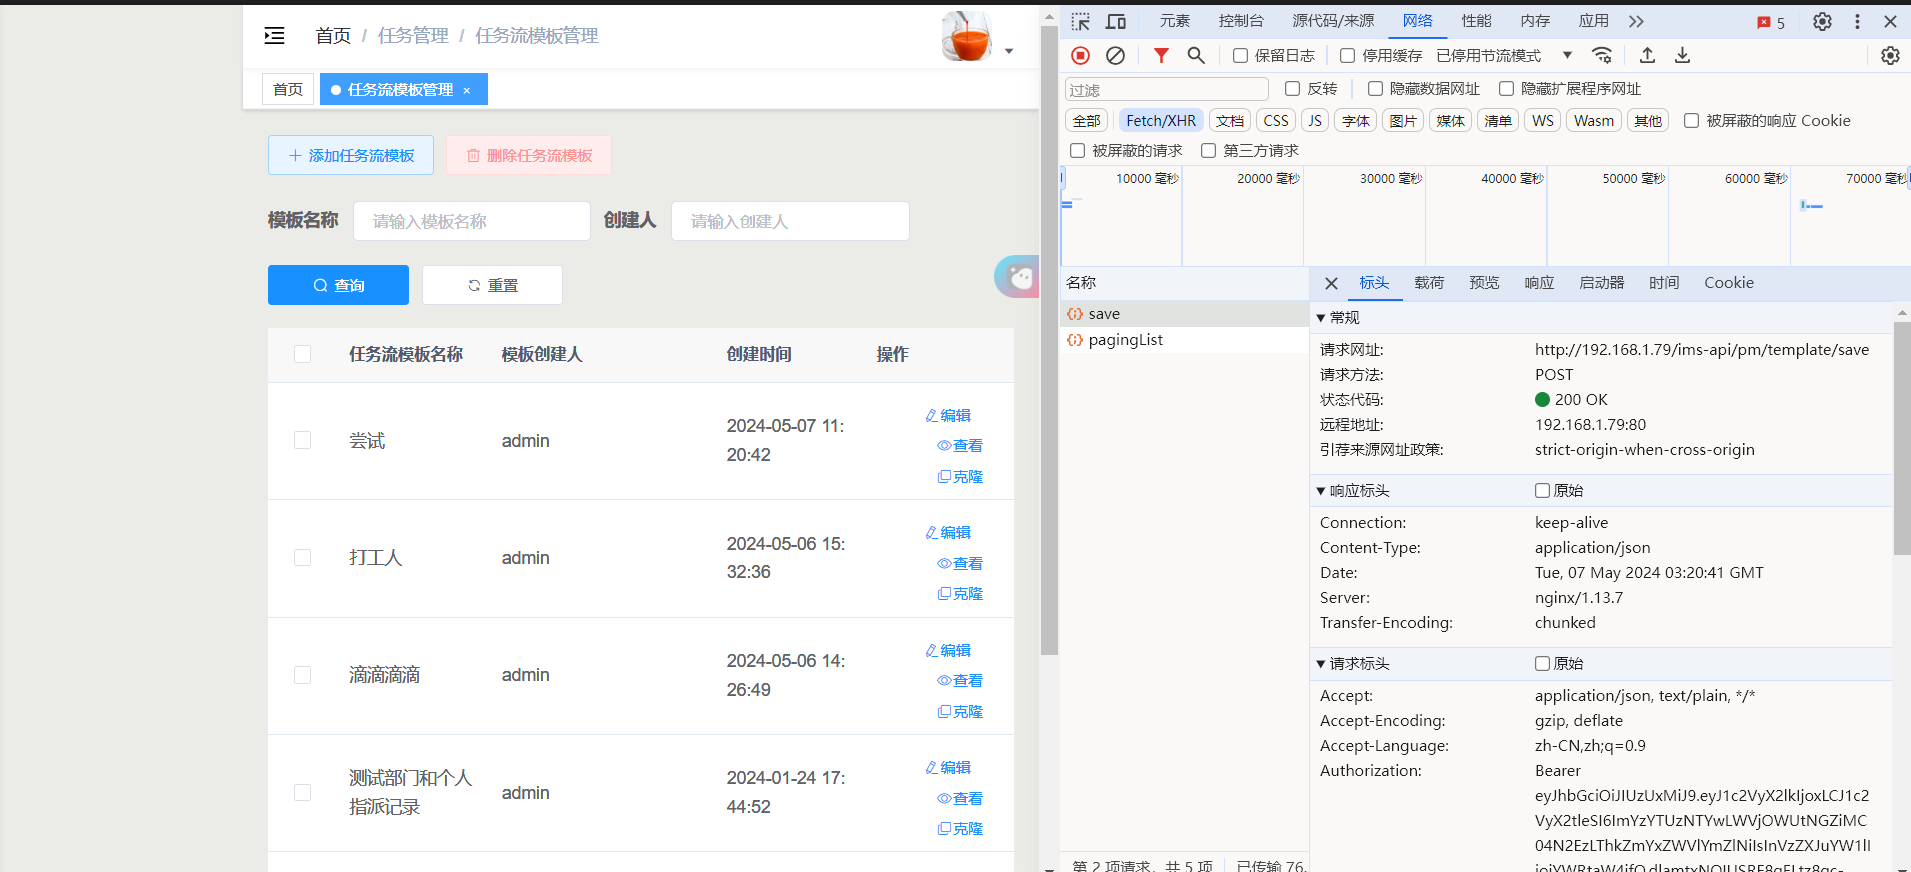 首页 / 任务管理 / 任务流模板管理
首页 任务流模板管理 ×
添加任务流模板 删除任务流模板
模板名称 请输入模板名称 创建人 请输入创建人
查询 重置
任务流模板名称 模板创建人 创建时间 操作
尝试 admin 2024-05-07 11:
20:42
编辑
查看
克隆
打工人 admin 2024-05-06 15:
32:36
编辑
查看
克隆
滴滴滴滴 admin 2024-05-06 14:
26:49
编辑
查看
克隆
测试部门和个人
指派记录
admin 2024-01-24 17:
44:52
编辑
查看
克隆
元素 控制台 源代码/来源 网络 性能 内存 应用 5
保留日志 停用缓存 已停用节流模式
过滤 反转 隐藏数据网址 隐藏扩展程序网址
全部 Fetch/XHR 文档 CSS JS 字体 图片 媒体 清单 WS Wasm 其他 被屏蔽的响应 Cookie
被屏蔽的请求 第三方请求
10000 毫秒 20000 毫秒 30000 毫秒 40000 毫秒 50000 毫秒 60000 毫秒 70000 毫秒
名称
save
pagingList
标头 载荷 预览 响应 启动器 时间 Cookie
常规
请求网址: http://192.168.1.79/ims-api/pm/template/save
请求方法: POST
状态代码: 200 OK
远程地址: 192.168.1.79:80
引荐来源网址政策: strict-origin-when-cross-origin
响应标头 原始
Connection: keep-alive
Content-Type: application/json
Date: Tue, 07 May 2024 03:20:41 GMT
Server: nginx/1.13.7
Transfer-Encoding: chunked
请求标头 原始
Accept: application/json, text/plain, */*
Accept-Encoding: gzip, deflate
Accept-Language: zh-CN,zh;q=0.9
Authorization: Bearer
eyJhbGciOiJIUzUxMiJ9.eyJ1c2VyX2lkIjoxLCJ1c2
VyX2tleSI6ImYzYTUzNTYwLWVjOWUtNGZiMC
04N2EzLThkZmYxZWVlYmZlNiIsInVzZXJuYW1lI
第 2 项请求，共 5 项 已传输 76.